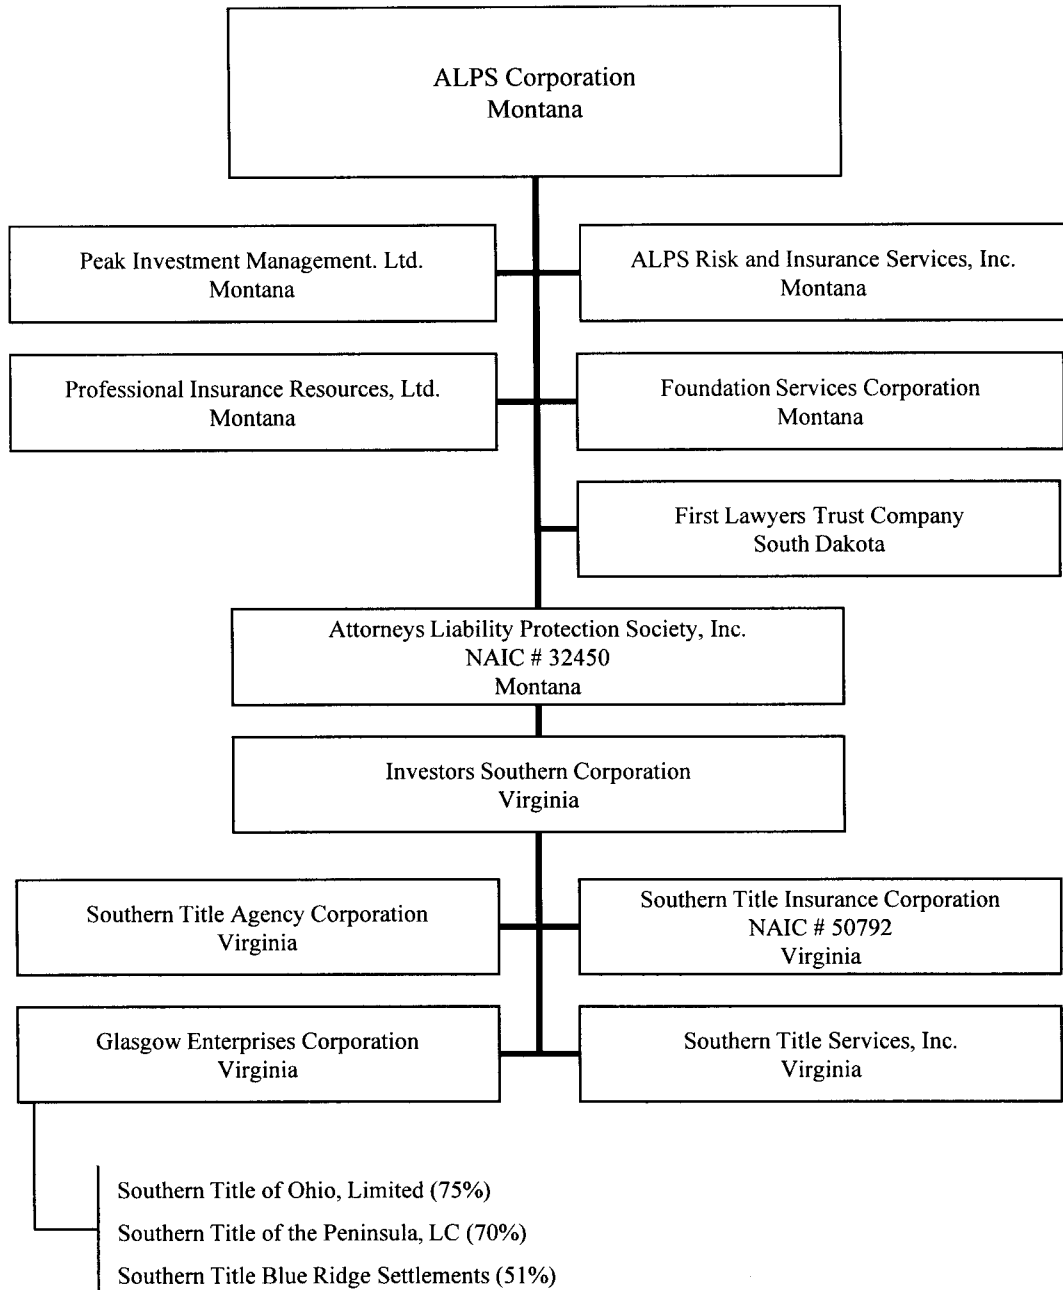 ALPS Corporation
Montana
Peak Investment Management. Ltd.
Montana
ALPS Risk and Insurance Services, Inc.
Montana
Professional Insurance Resources, Ltd.
Montana
Foundation Services Corporation
Montana
First Lawyers Trust Company
South Dakota
Attorneys Liability Protection Society, Inc.
NAIC # 32450
Montana
Investors Southern Corporation
Virginia
Southern Title Agency Corporation
Virginia
Southern Title Insurance Corporation
NAIC # 50792
Virginia
Glasgow Enterprises Corporation
Virginia
Southern Title Services, Inc.
Virginia
Southern Title of Ohio, Limited (75%)
Southern Title of the Peninsula, LC (70%)
Southern Title Blue Ridge Settlements (51%)